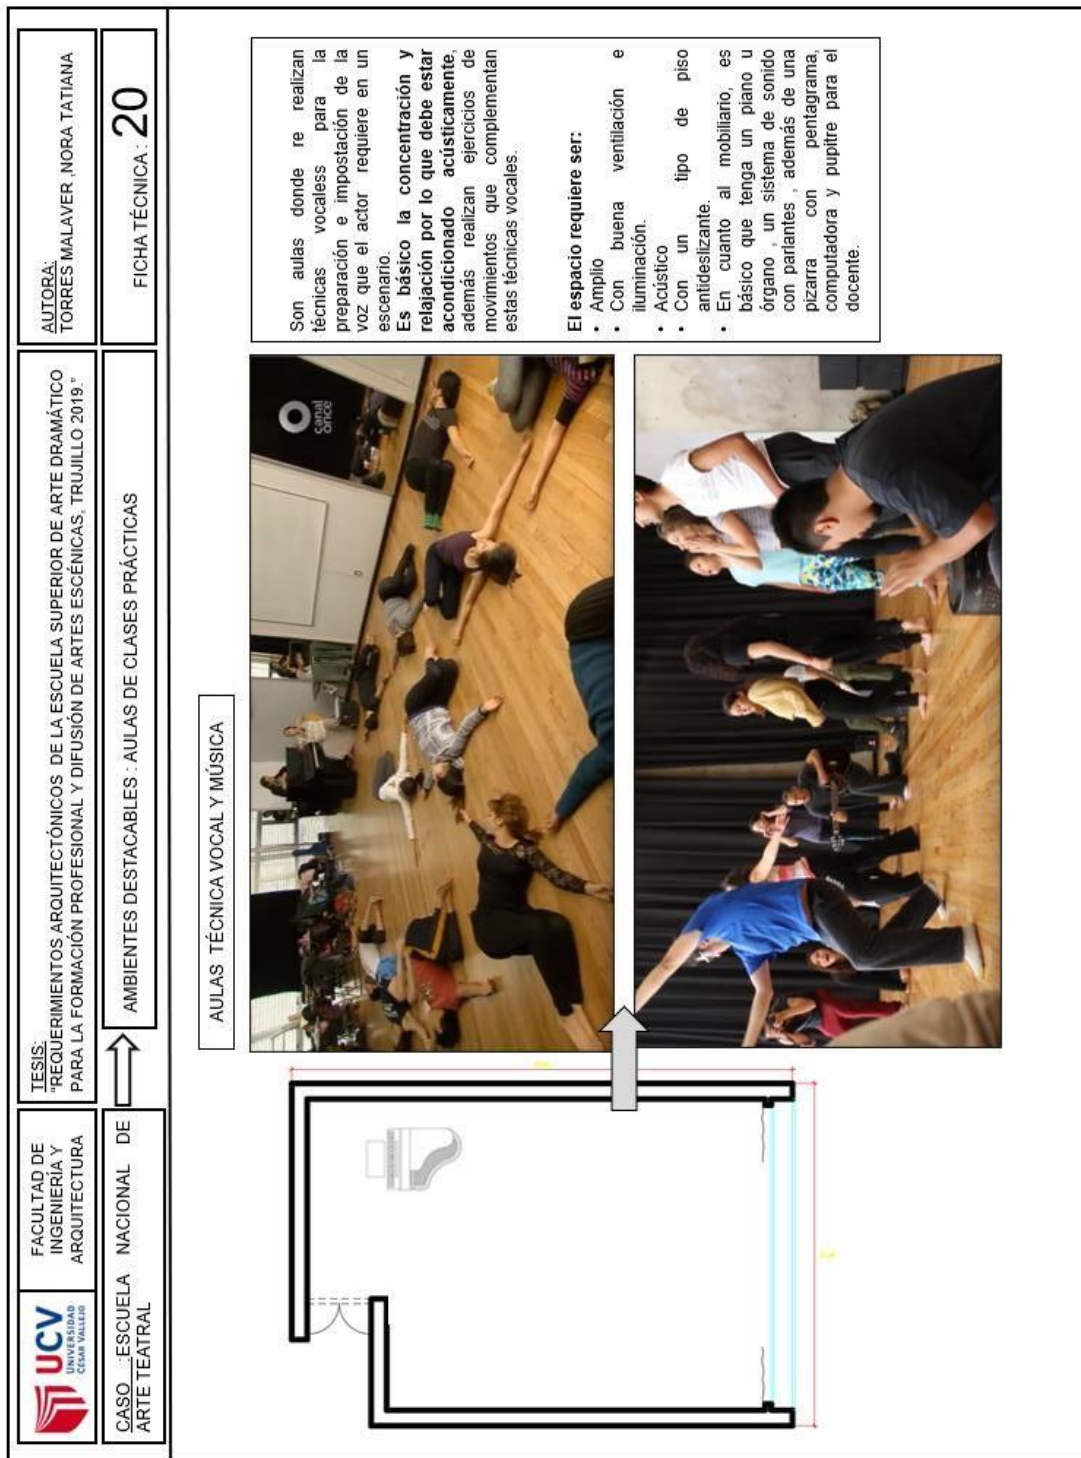 UCV
UNIVERSIDAD
CÉSAR VALLEJO
FACULTAD DE
INGENIERÍA Y
ARQUITECTURA
TESIS:
"REQUERIMIENTOS ARQUITECTÓNICOS DE LA ESCUELA SUPERIOR DE ARTE DRAMÁTICO
PARA LA FORMACIÓN PROFESIONAL Y DIFUSIÓN DE ARTES ESCÉNICAS, TRUJILLO 2019."
AUTORA:
TORRES MALAVER ,NORA TATIANA
CASO :ESCUELA NACIONAL DE
ARTE TEATRAL
AMBIENTES DESTACABLES : AULAS DE CLASES PRÁCTICAS
FICHA TÉCNICA : 20
AULAS TÉCNICA VOCAL Y MÚSICA
canal
once
Son aulas donde re realizan
técnicas vocaless para la
preparación e impostación de la
voz que el actor requiere en un
escenario.
Es básico la concentración y
relajación por lo que debe estar
acondicionado acústicamente,
además realizan ejercicios de
movimientos que complementan
estas técnicas vocales.
El espacio requiere ser:
• Amplio
• Con buena ventilación e
iluminación.
• Acústico
• Con un tipo de piso
antideslizante.
• En cuanto al mobiliario, es
básico que tenga un piano u
órgano , un sistema de sonido
con parlantes , además de una
pizarra con pentagrama,
computadora y pupitre para el
docente.